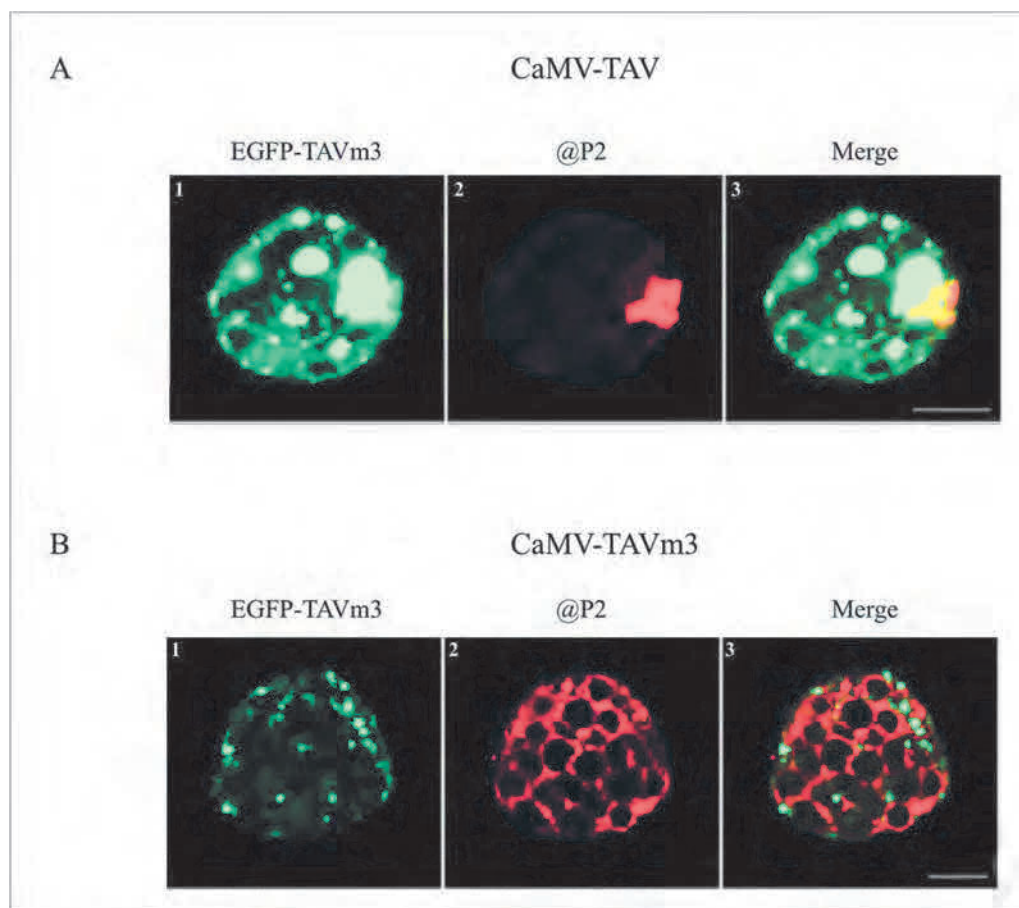 A
CaMV-TAV
EGFP-TAVm3 @P2 Merge
1 2 3
B
CaMV-TAVm3
EGFP-TAVm3 @P2 Merge
1 2 3